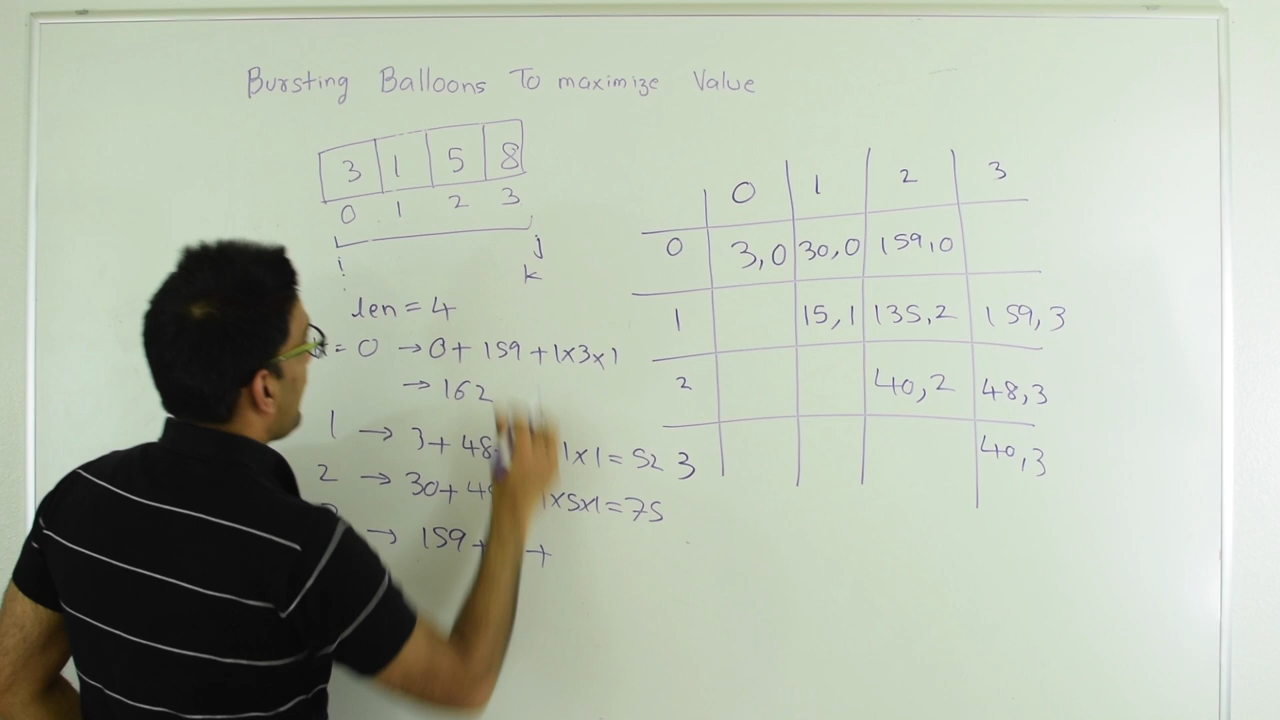 Bursting Balloons To maximize Value
3 1 5 8
0 1 2 3
i j
k
len = 4
= 0 → 0 + 159 + 1x3x1
→ 162
1 → 3 + 48 1x1 = 52
2 → 30 + 1x5x1 = 75
→ 159 + +
0 1 2 3
0 3,0 30,0 159,0
1 15,1 135,2 159,3
2 40,2 48,3
3 40,3